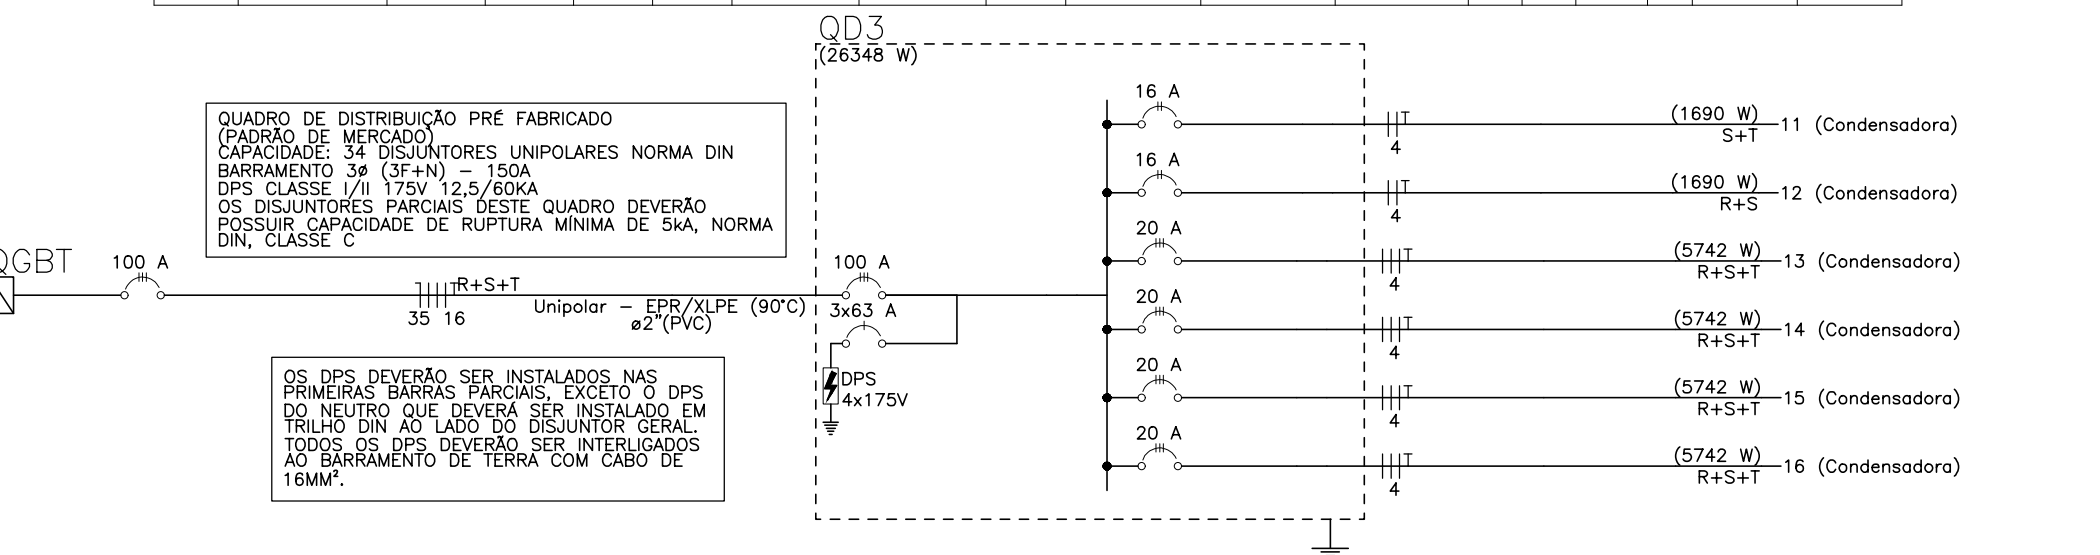 QD3
(26348 W)
QUADRO DE DISTRIBUIÇÃO PRÉ FABRICADO
(PADRÃO DE MERCADO)
CAPACIDADE: 34 DISJUNTORES UNIPOLARES NORMA DIN
BARRAMENTO 3ø (3F+N) – 150A
DPS CLASSE I/II 175V 12,5/60KA
OS DISJUNTORES PARCIAIS DESTE QUADRO DEVERÃO
POSSUIR CAPACIDADE DE RUPTURA MÍNIMA DE 5kA, NORMA
DIN, CLASSE C
QGBT
100 A
R+S+T
35 16
Unipolar – EPR/XLPE (90°C)
ø2"(PVC)
100 A
3x63 A
DPS
4x175V
OS DPS DEVERÃO SER INSTALADOS NAS
PRIMEIRAS BARRAS PARCIAIS, EXCETO O DPS
DO NEUTRO QUE DEVERÁ SER INSTALADO EM
TRILHO DIN AO LADO DO DISJUNTOR GERAL.
TODOS OS DPS DEVERÃO SER INTERLIGADOS
AO BARRAMENTO DE TERRA COM CABO DE
16MM².
16 A
T
4
(1690 W)
S+T
11 (Condensadora)
16 A
T
4
(1690 W)
R+S
12 (Condensadora)
20 A
T
4
(5742 W)
R+S+T
13 (Condensadora)
20 A
T
4
(5742 W)
R+S+T
14 (Condensadora)
20 A
T
4
(5742 W)
R+S+T
15 (Condensadora)
20 A
T
4
(5742 W)
R+S+T
16 (Condensadora)